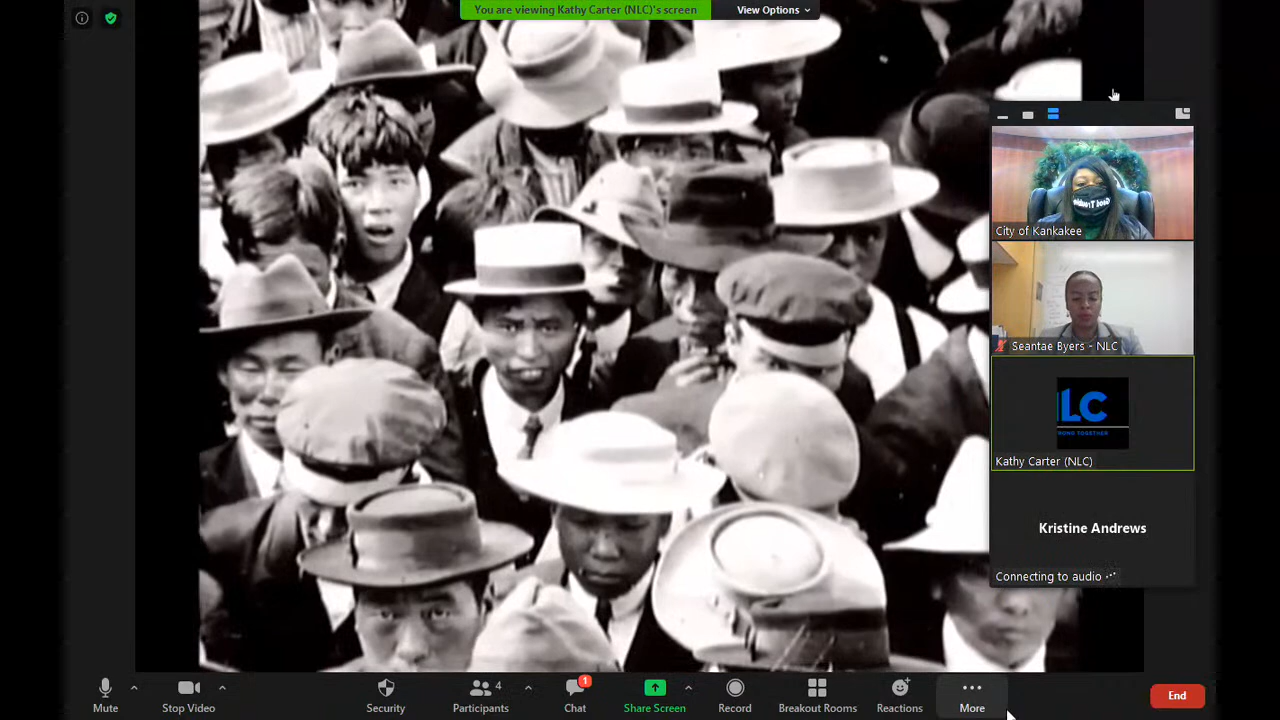 You are viewing Kathy Carter (NLC)'s screen
View Options
City of Kankakee
Seantae Byers - NLC
LC
RONG TOGETHER
Kathy Carter (NLC)
Kristine Andrews
Connecting to audio
Mute
Stop Video
Security
Participants
4
Chat
1
Share Screen
Record
Breakout Rooms
Reactions
More
End